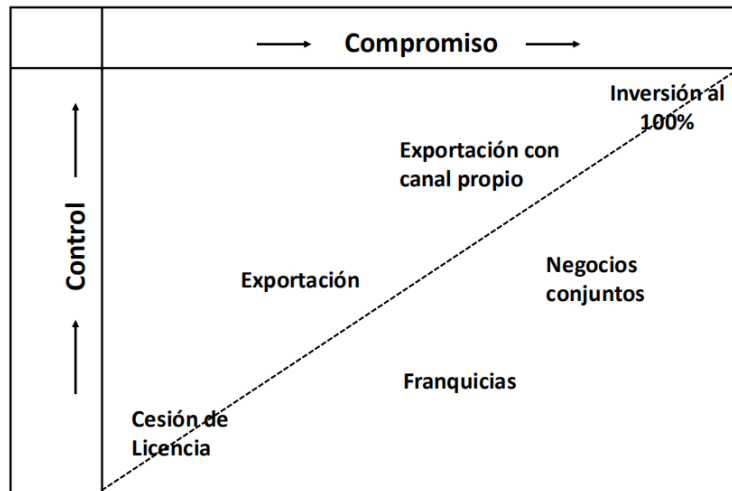 Compromiso
Inversión al
100%
Exportación con
canal propio
Control
Negocios
conjuntos
Exportación
Franquicias
Cesión de
Licencia